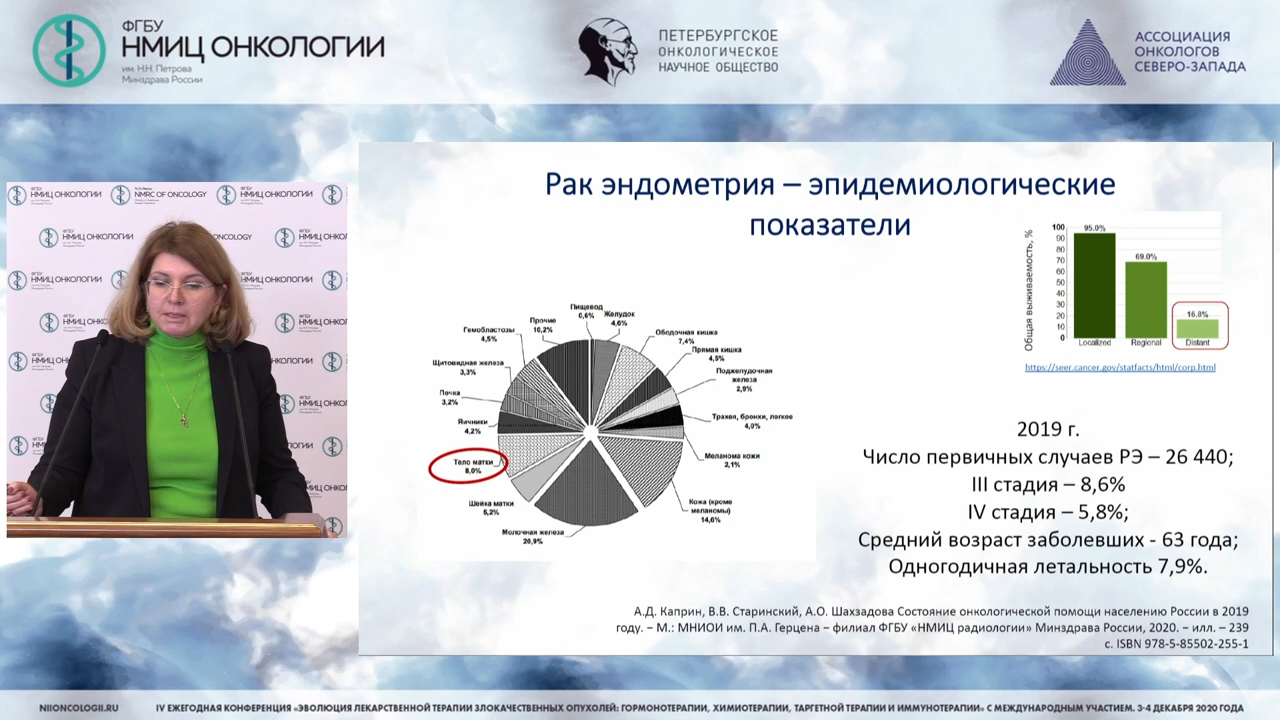 ФГБУ
НМИЦ ОНКОЛОГИИ
им. Н.Н. Петрова
Минздрава России
ПЕТЕРБУРГСКОЕ
ОНКОЛОГИЧЕСКОЕ
НАУЧНОЕ ОБЩЕСТВО
АССОЦИАЦИЯ
ОНКОЛОГОВ
СЕВЕРО-ЗАПАДА
НМИЦ ОНКОЛОГИИ
NMRC OF ONCOLOGY
НМИЦ ОНКОЛОГИИ
Рак эндометрия – эпидемиологические
показатели
Общая выживаемость, %
100
90
80
70
60
50
40
30
20
10
0
95.0%
69.0%
16.8%
Localized
Regional
Distant
https://seer.cancer.gov/statfacts/html/corp.html
Пищевод
0,6%
Желудок
4,6%
Ободочная кишка
7,4%
Прямая кишка
4,5%
Поджелудочная
железа
2,9%
Трахея, бронхи, легкое
4,0%
Меланома кожи
2,1%
Кожа (кроме
меланомы)
14,6%
Молочная железа
20,9%
Шейка матки
5,2%
Тело матки
8,0%
Яичники
4,2%
Почка
3,2%
Щитовидная железа
3,3%
Гемобластозы
4,5%
Прочие
10,2%
2019 г.
Число первичных случаев РЭ – 26 440;
III стадия – 8,6%
IV стадия – 5,8%;
Средний возраст заболевших - 63 года;
Одногодичная летальность 7,9%.
А.Д. Каприн, В.В. Старинский, А.О. Шахзадова Состояние онкологической помощи населению России в 2019
году. – М.: МНИОИ им. П.А. Герцена – филиал ФГБУ «НМИЦ радиологии» Минздрава России, 2020. – илл. – 239
с. ISBN 978-5-85502-255-1
NIIONCOLOGII.RU
IV ЕЖЕГОДНАЯ КОНФЕРЕНЦИЯ «ЭВОЛЮЦИЯ ЛЕКАРСТВЕННОЙ ТЕРАПИИ ЗЛОКАЧЕСТВЕННЫХ ОПУХОЛЕЙ: ГОРМОНОТЕРАПИИ, ХИМИОТЕРАПИИ, ТАРГЕТНОЙ ТЕРАПИИ И ИММУНОТЕРАПИИ» С МЕЖДУНАРОДНЫМ УЧАСТИЕМ. 3-4 ДЕКАБРЯ 2020 ГОДА